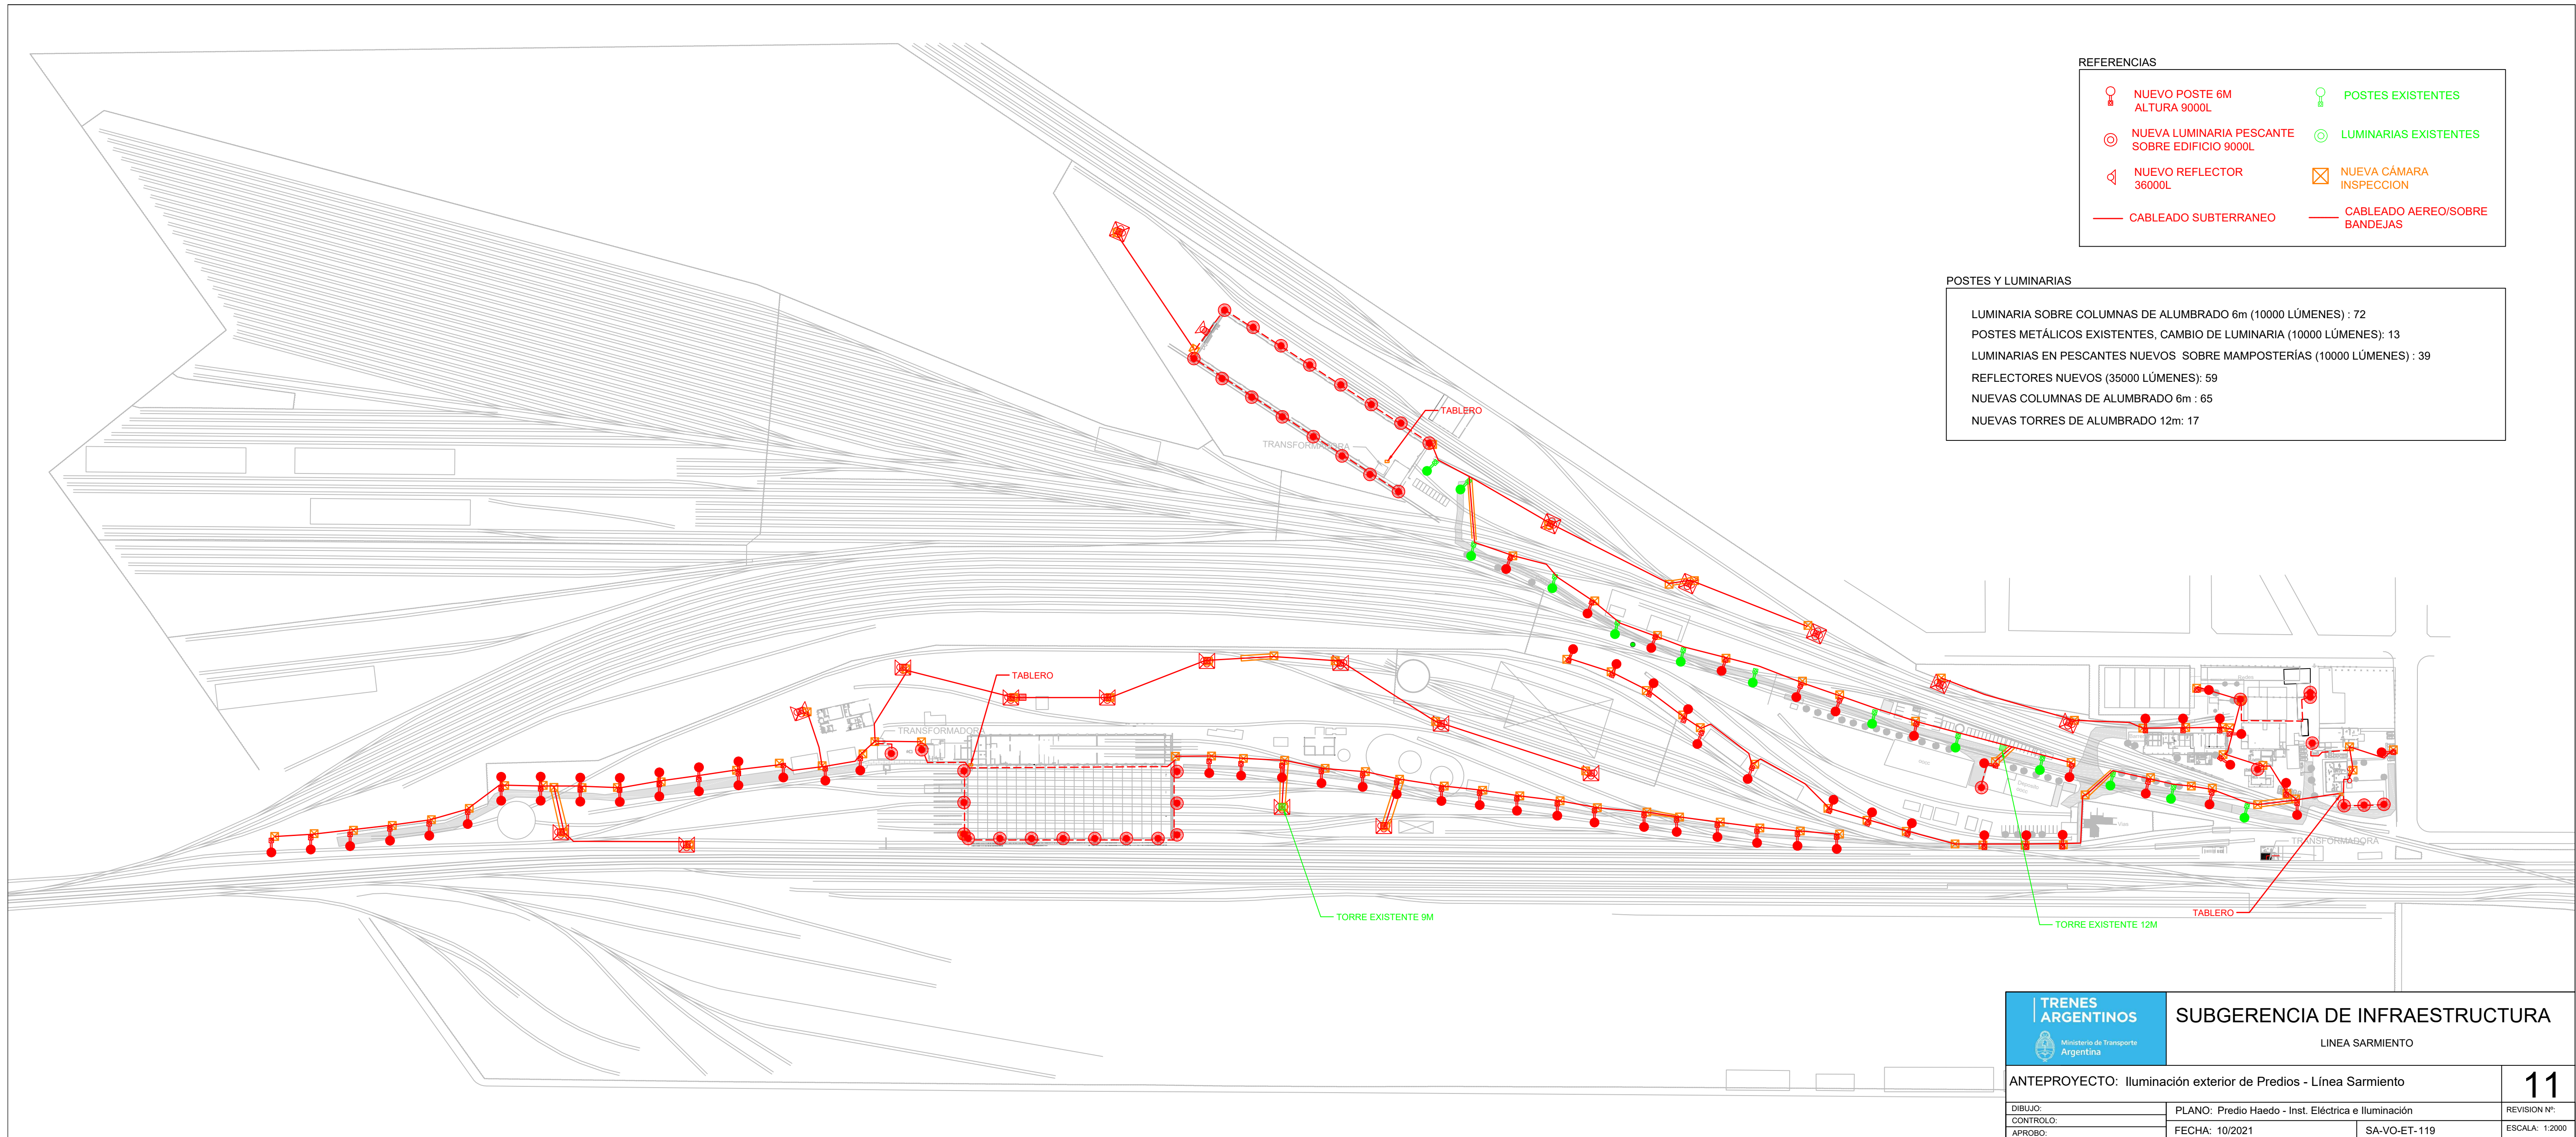 REFERENCIAS
NUEVO POSTE 6M
ALTURA 9000L
POSTES EXISTENTES
NUEVA LUMINARIA PESCANTE
SOBRE EDIFICIO 9000L
LUMINARIAS EXISTENTES
NUEVO REFLECTOR
36000L
NUEVA CÁMARA
INSPECCION
CABLEADO SUBTERRANEO
CABLEADO AEREO/SOBRE
BANDEJAS
POSTES Y LUMINARIAS
LUMINARIA SOBRE COLUMNAS DE ALUMBRADO 6m (10000 LÚMENES) : 72
POSTES METÁLICOS EXISTENTES, CAMBIO DE LUMINARIA (10000 LÚMENES): 13
LUMINARIAS EN PESCANTES NUEVOS SOBRE MAMPOSTERÍAS (10000 LÚMENES) : 39
REFLECTORES NUEVOS (35000 LÚMENES): 59
NUEVAS COLUMNAS DE ALUMBRADO 6m : 65
NUEVAS TORRES DE ALUMBRADO 12m: 17
TABLERO
TRANSFORMADORA
TABLERO
TRANSFORMADORA
TRANSFORMADORA
TABLERO
TORRE EXISTENTE 9M
TORRE EXISTENTE 12M
TRENES
ARGENTINOS
Ministerio de Transporte
Argentina
SUBGERENCIA DE INFRAESTRUCTURA
LINEA SARMIENTO
ANTEPROYECTO: Iluminación exterior de Predios - Línea Sarmiento
11
DIBUJO:
CONTROLO:
APROBO:
PLANO: Predio Haedo - Inst. Eléctrica e Iluminación
REVISION Nº:
FECHA: 10/2021
SA-VO-ET-119
ESCALA: 1:2000